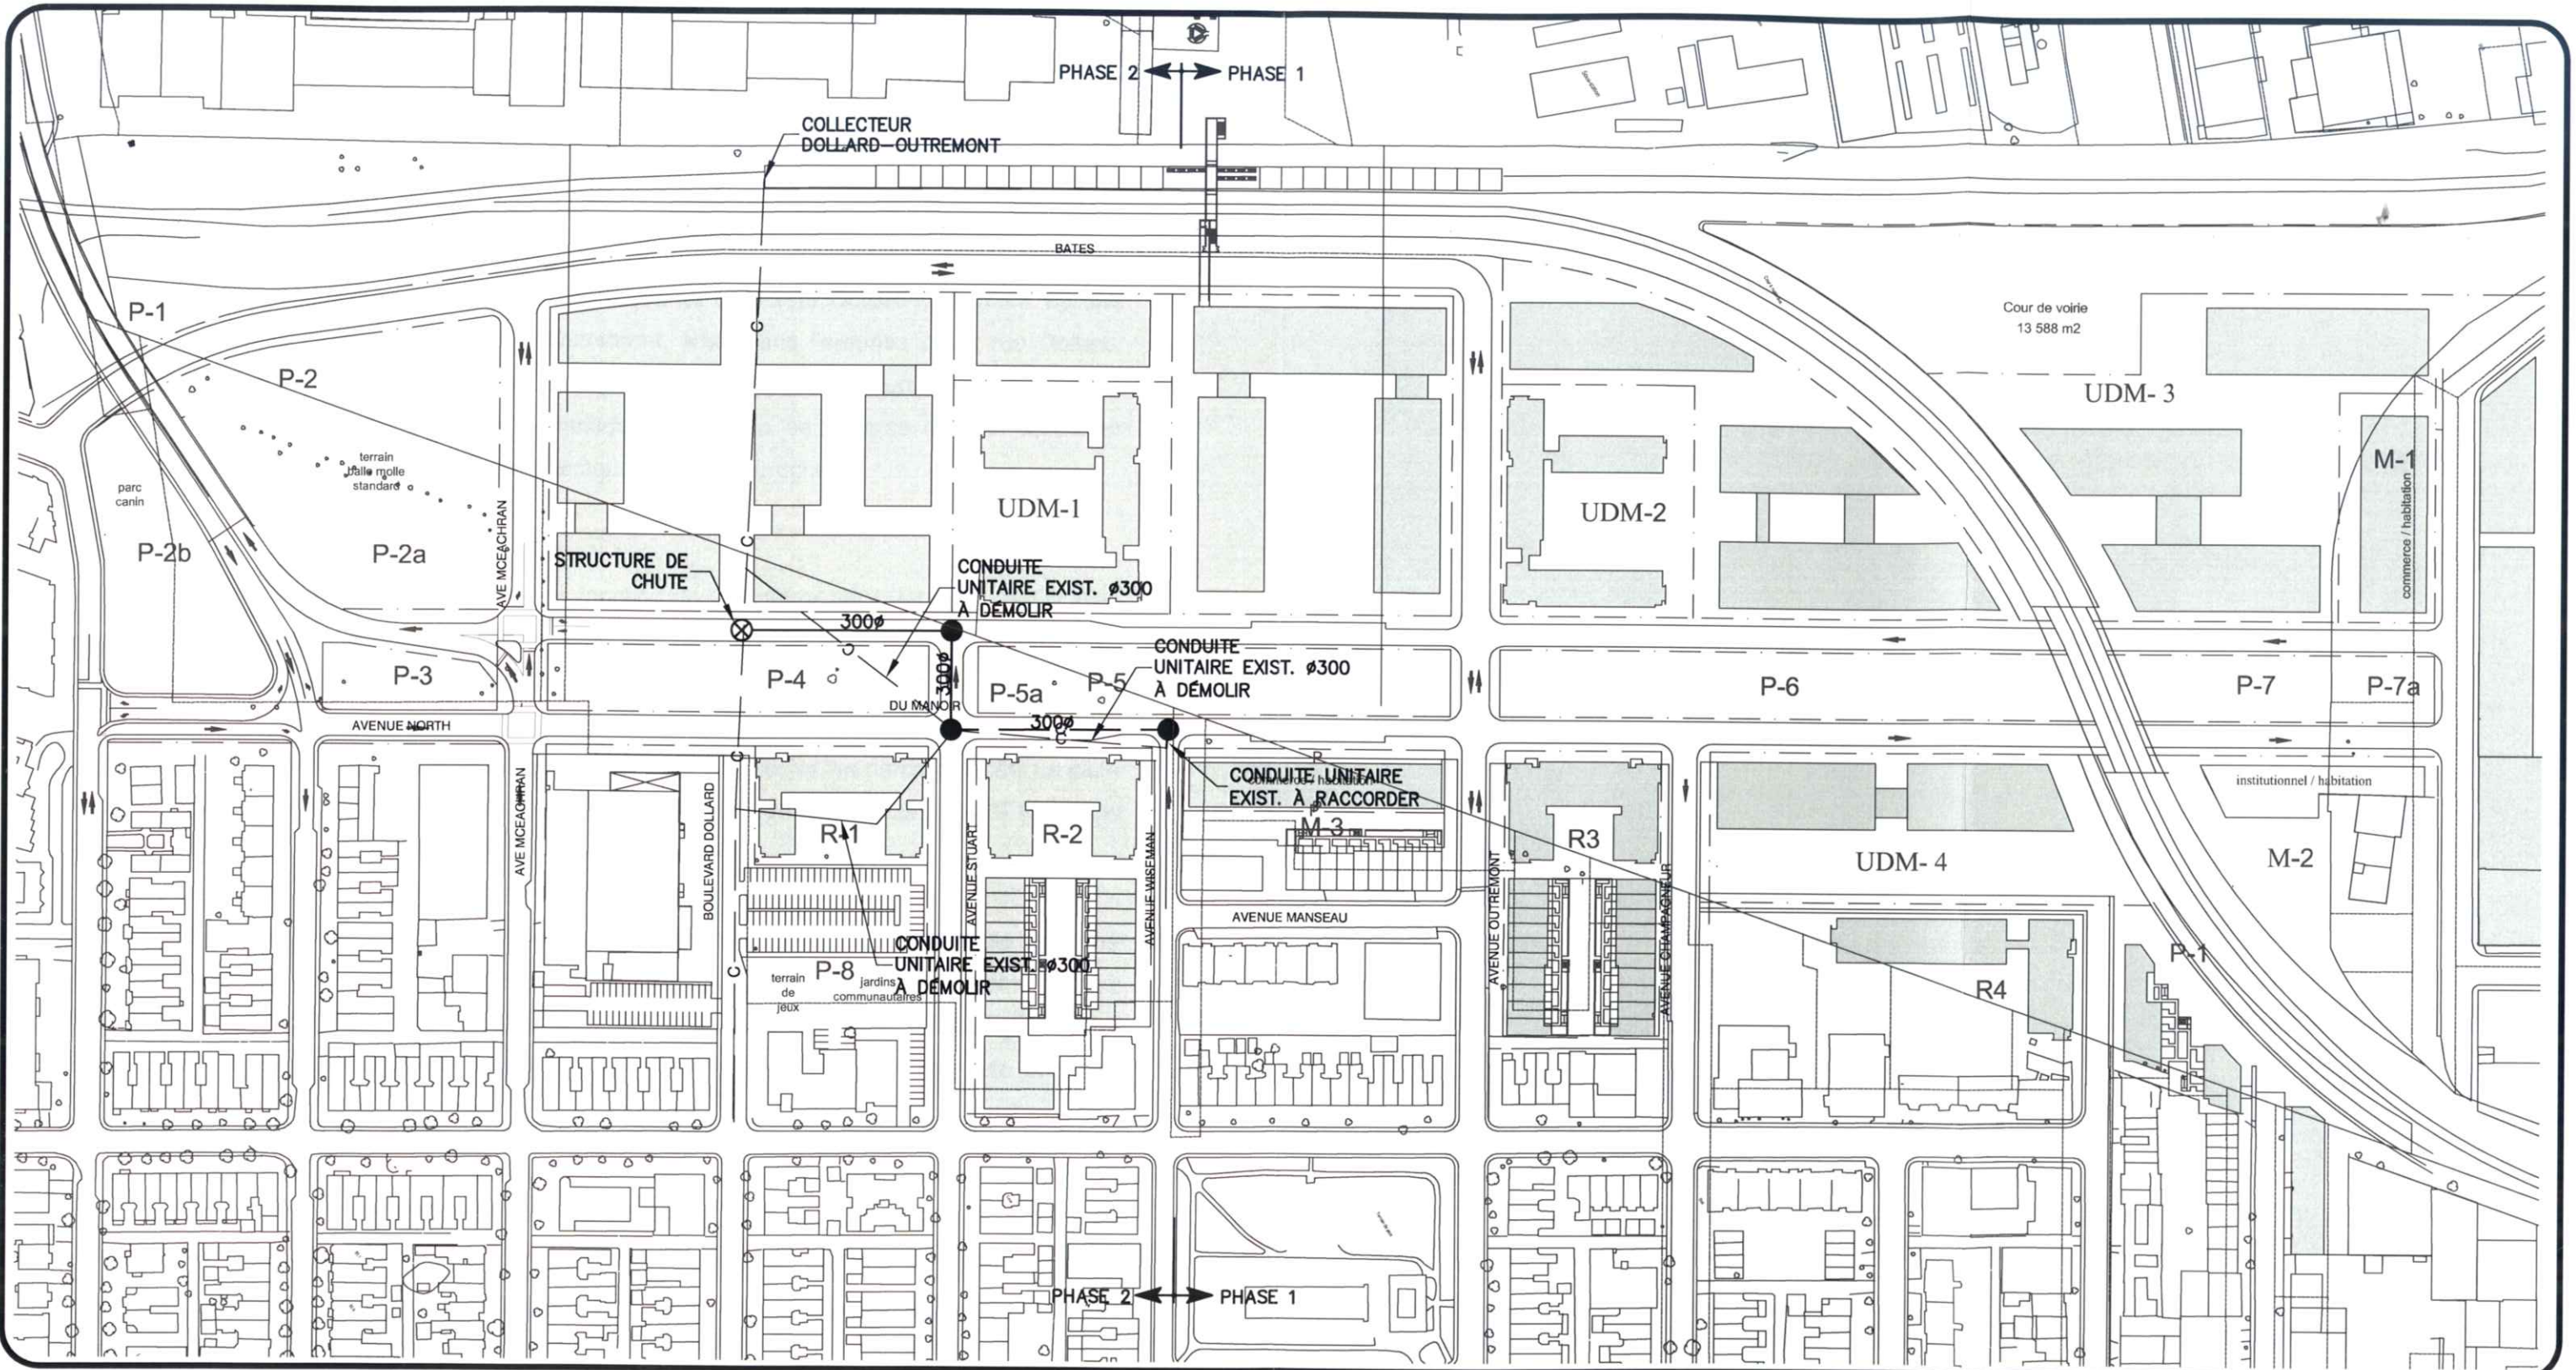 PHASE 2
PHASE 1
COLLECTEUR
DOLLARD-OUTREMONT
BATES
P-1
Cour de voirie
13 588 m2
P-2
UDM- 3
terrain
balle molle
standard
M-1
parc
canin
commerce / habitation
UDM-1
UDM-2
AVE MCEACHRAN
P-2b
P-2a
STRUCTURE DE
CHUTE
C
C
CONDUITE
UNITAIRE EXIST. ø300
À DÉMOLIR
300ø
300ø
C
CONDUITE
UNITAIRE EXIST. ø300
À DÉMOLIR
P-3
P-4
P-5a
P-5
P-6
P-7
P-7a
DU MANOIR
AVENUE NORTH
300ø
C
C
CONDUITE UNITAIRE
EXIST. À RACCORDER
commerce / habitation
institutionnel / habitation
AVE MCEACHRAN
BOULEVARD DOLLARD
R-1
AVENUE STUART
R-2
AVENUE WISEMAN
M-3
AVENUE OUTREMONT
R3
AVENUE CHAMPAGNEUR
UDM- 4
M-2
AVENUE MANSEAU
CONDUITE
UNITAIRE EXIST. ø300
À DÉMOLIR
C
P-8
terrain
de
jeux
jardins
communautaires
P-1
R4
PHASE 2
PHASE 1